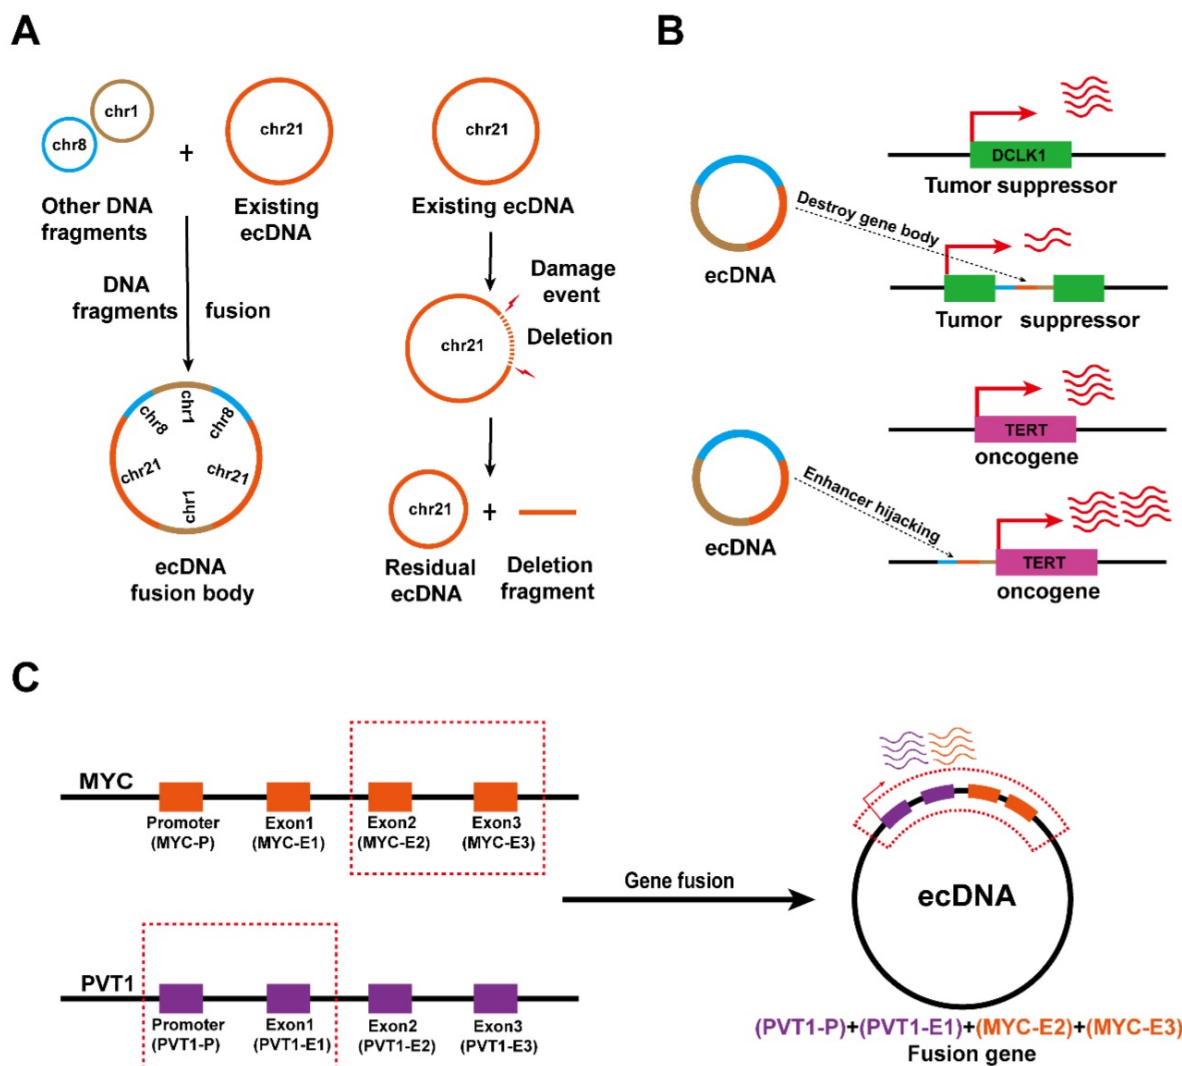 A
chr1
chr8
+
chr21
Other DNA
fragments
Existing
ecDNA
DNA
fragments
fusion
chr1
chr8
chr8
chr21
chr21
chr1
ecDNA
fusion body
chr21
Existing ecDNA
Damage
event
chr21
Deletion
chr21
+
Residual
ecDNA
Deletion
fragment
B
DCLK1
Tumor suppressor
Destroy gene body
ecDNA
Tumor suppressor
TERT
oncogene
Enhancer hijacking
ecDNA
TERT
oncogene
C
MYC
Promoter
(MYC-P)
Exon1
(MYC-E1)
Exon2
(MYC-E2)
Exon3
(MYC-E3)
Gene fusion
PVT1
Promoter
(PVT1-P)
Exon1
(PVT1-E1)
Exon2
(PVT1-E2)
Exon3
(PVT1-E3)
ecDNA
(PVT1-P)+(PVT1-E1)+(MYC-E2)+(MYC-E3)
Fusion gene